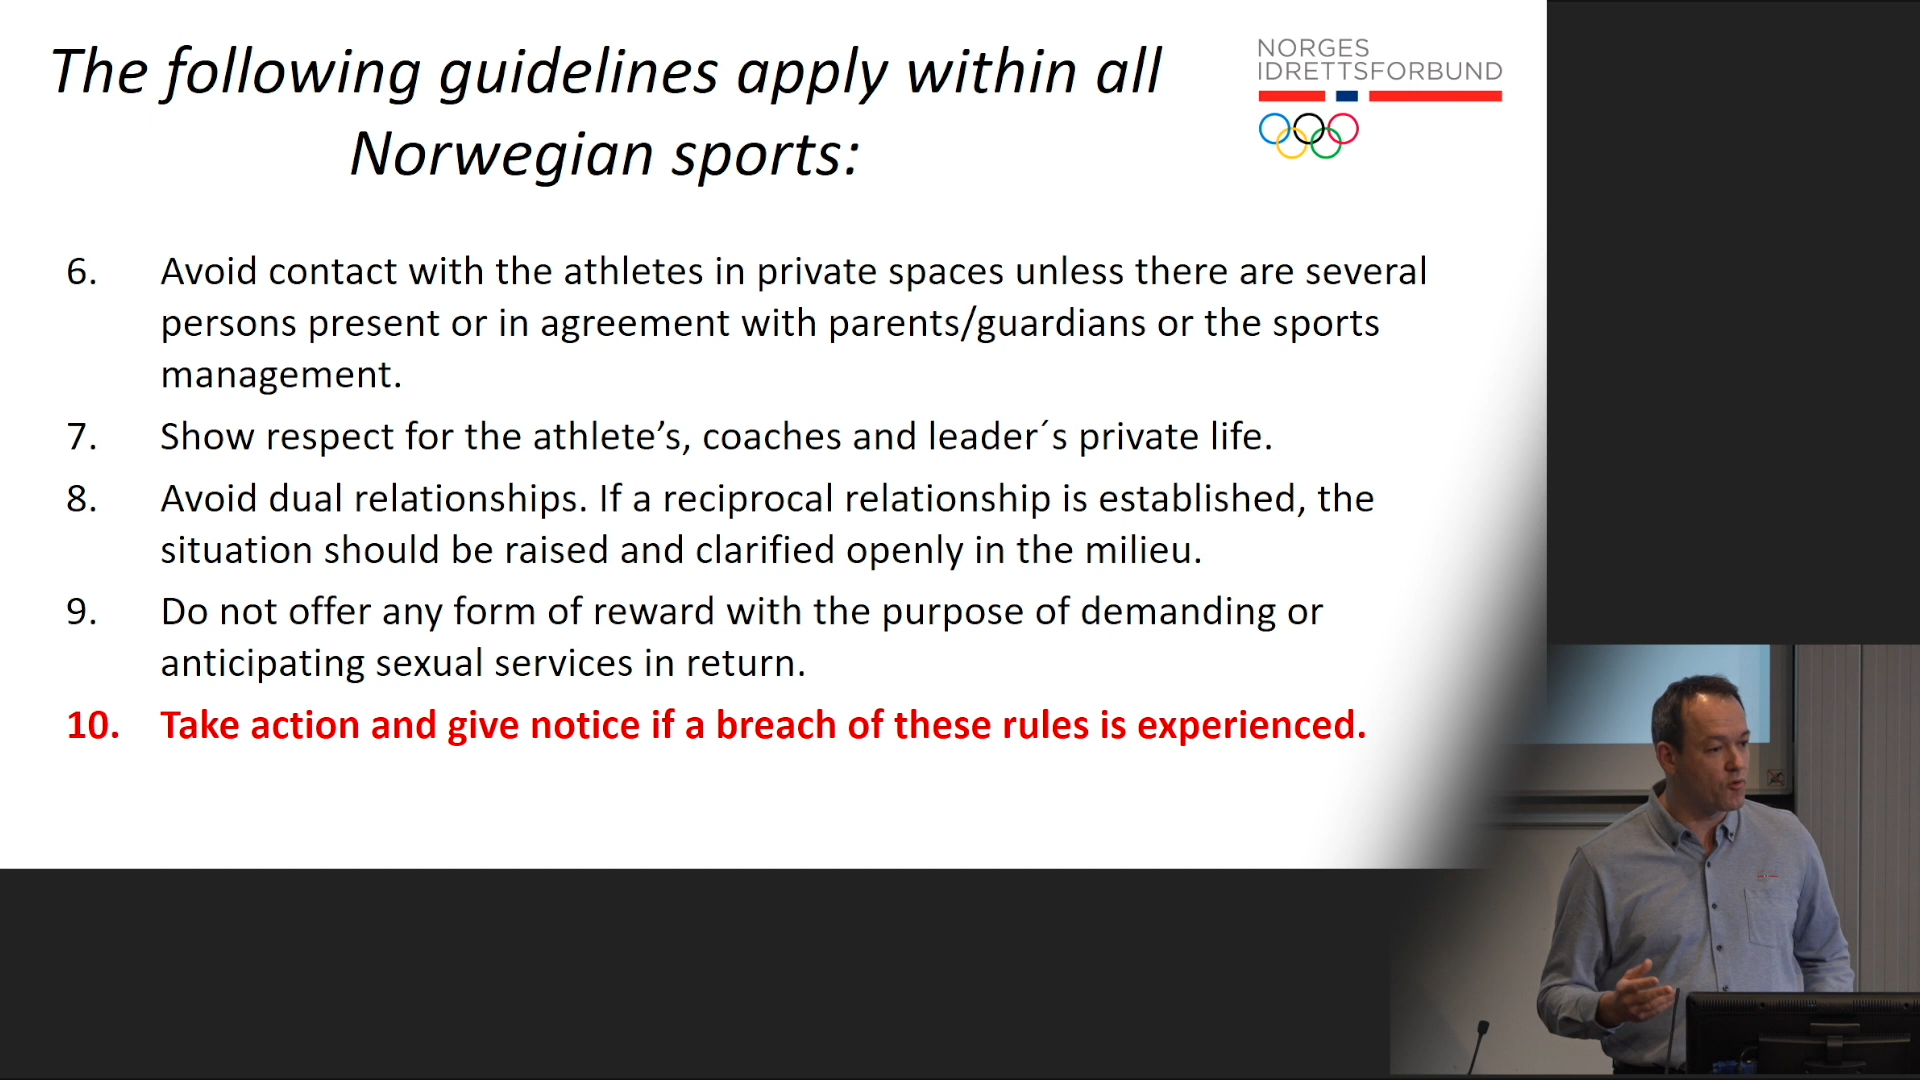 The following guidelines apply within all
Norwegian sports:
NORGES
IDRETTSFORBUND
6. Avoid contact with the athletes in private spaces unless there are several
persons present or in agreement with parents/guardians or the sports
management.
7. Show respect for the athlete’s, coaches and leader´s private life.
8. Avoid dual relationships. If a reciprocal relationship is established, the
situation should be raised and clarified openly in the milieu.
9. Do not offer any form of reward with the purpose of demanding or
anticipating sexual services in return.
10. Take action and give notice if a breach of these rules is experienced.